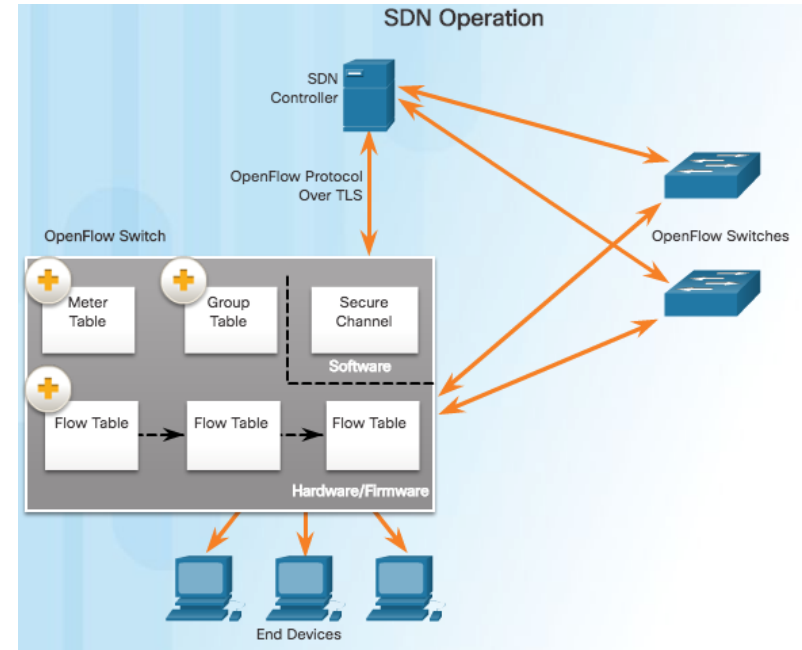 SDN Operation
SDN
Controller
OpenFlow Protocol
Over TLS
OpenFlow Switch
OpenFlow Switches
Meter
Table
Group
Table
Secure
Channel
Software
Flow Table
Flow Table
Flow Table
Hardware/Firmware
End Devices